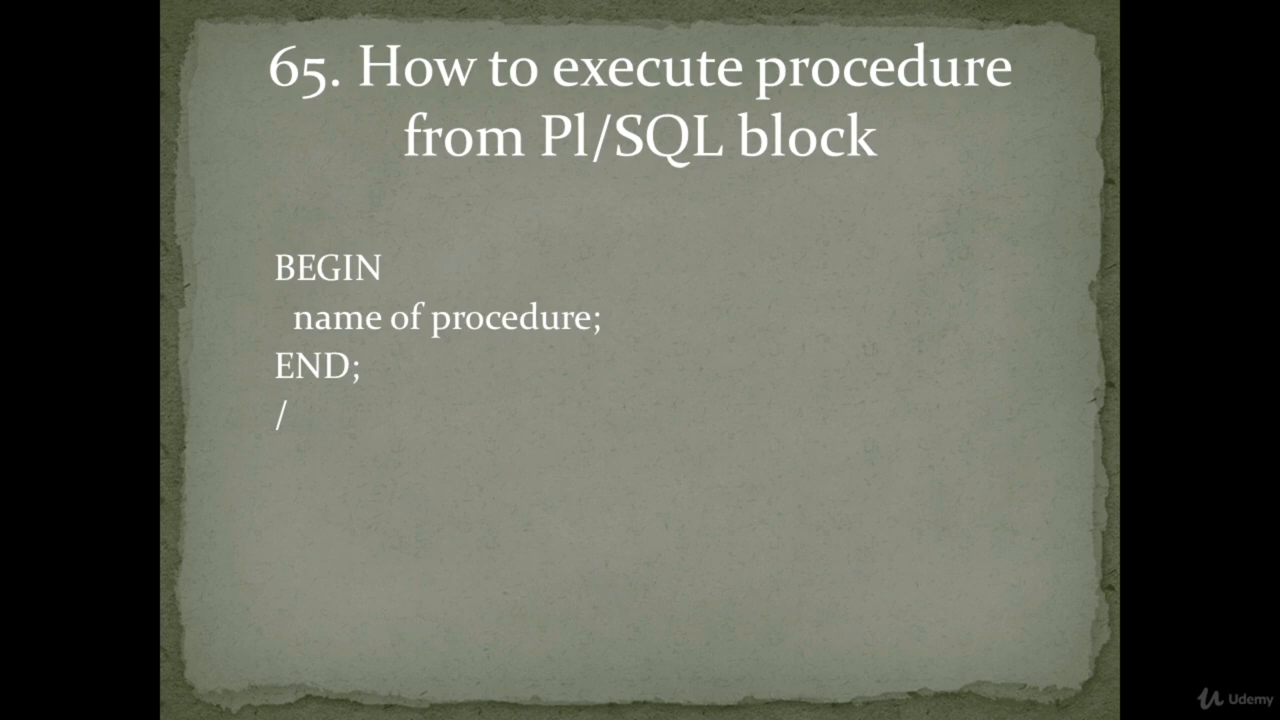 65. How to execute procedure
from Pl/SQL block
BEGIN
name of procedure;
END;
/
Udemy